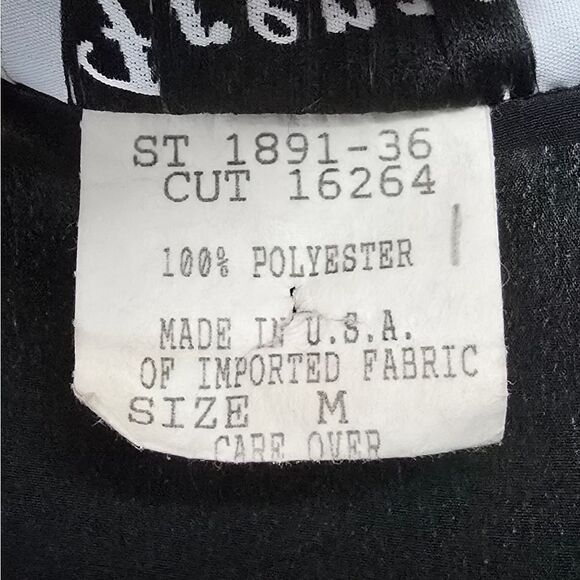 ST 1891-36
CUT 16264
100% POLYESTER
MADE IN U.S.A.
OF IMPORTED FABRIC
SIZE M
CARE OVER